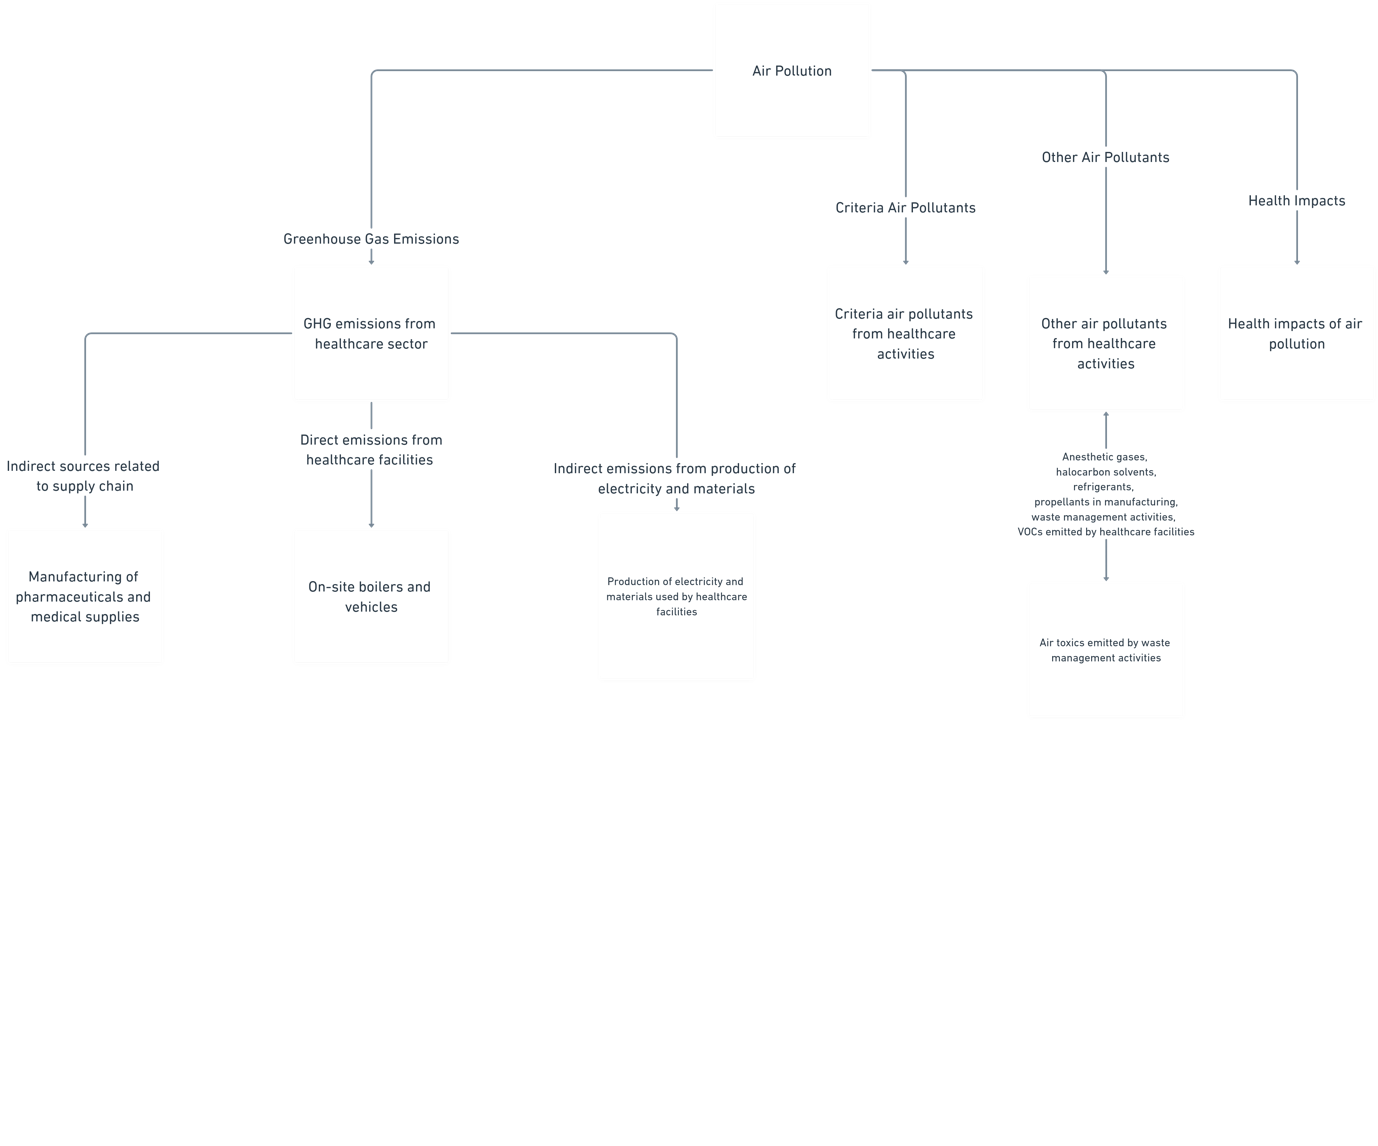 Air Pollution
Other Air Pollutants
Health Impacts
Criteria Air Pollutants
Greenhouse Gas Emissions
GHG emissions from
healthcare sector
Criteria air pollutants
from healthcare
activities
Other air pollutants
from healthcare
activities
Health impacts of air
pollution
Indirect sources related
to supply chain
Direct emissions from
healthcare facilities
Indirect emissions from production of
electricity and materials
Anesthetic gases,
halocarbon solvents,
refrigerants,
propellants in manufacturing,
waste management activities,
VOCs emitted by healthcare facilities
Manufacturing of
pharmaceuticals and
medical supplies
On-site boilers and
vehicles
Production of electricity and
materials used by healthcare
facilities
Air toxics emitted by waste
management activities